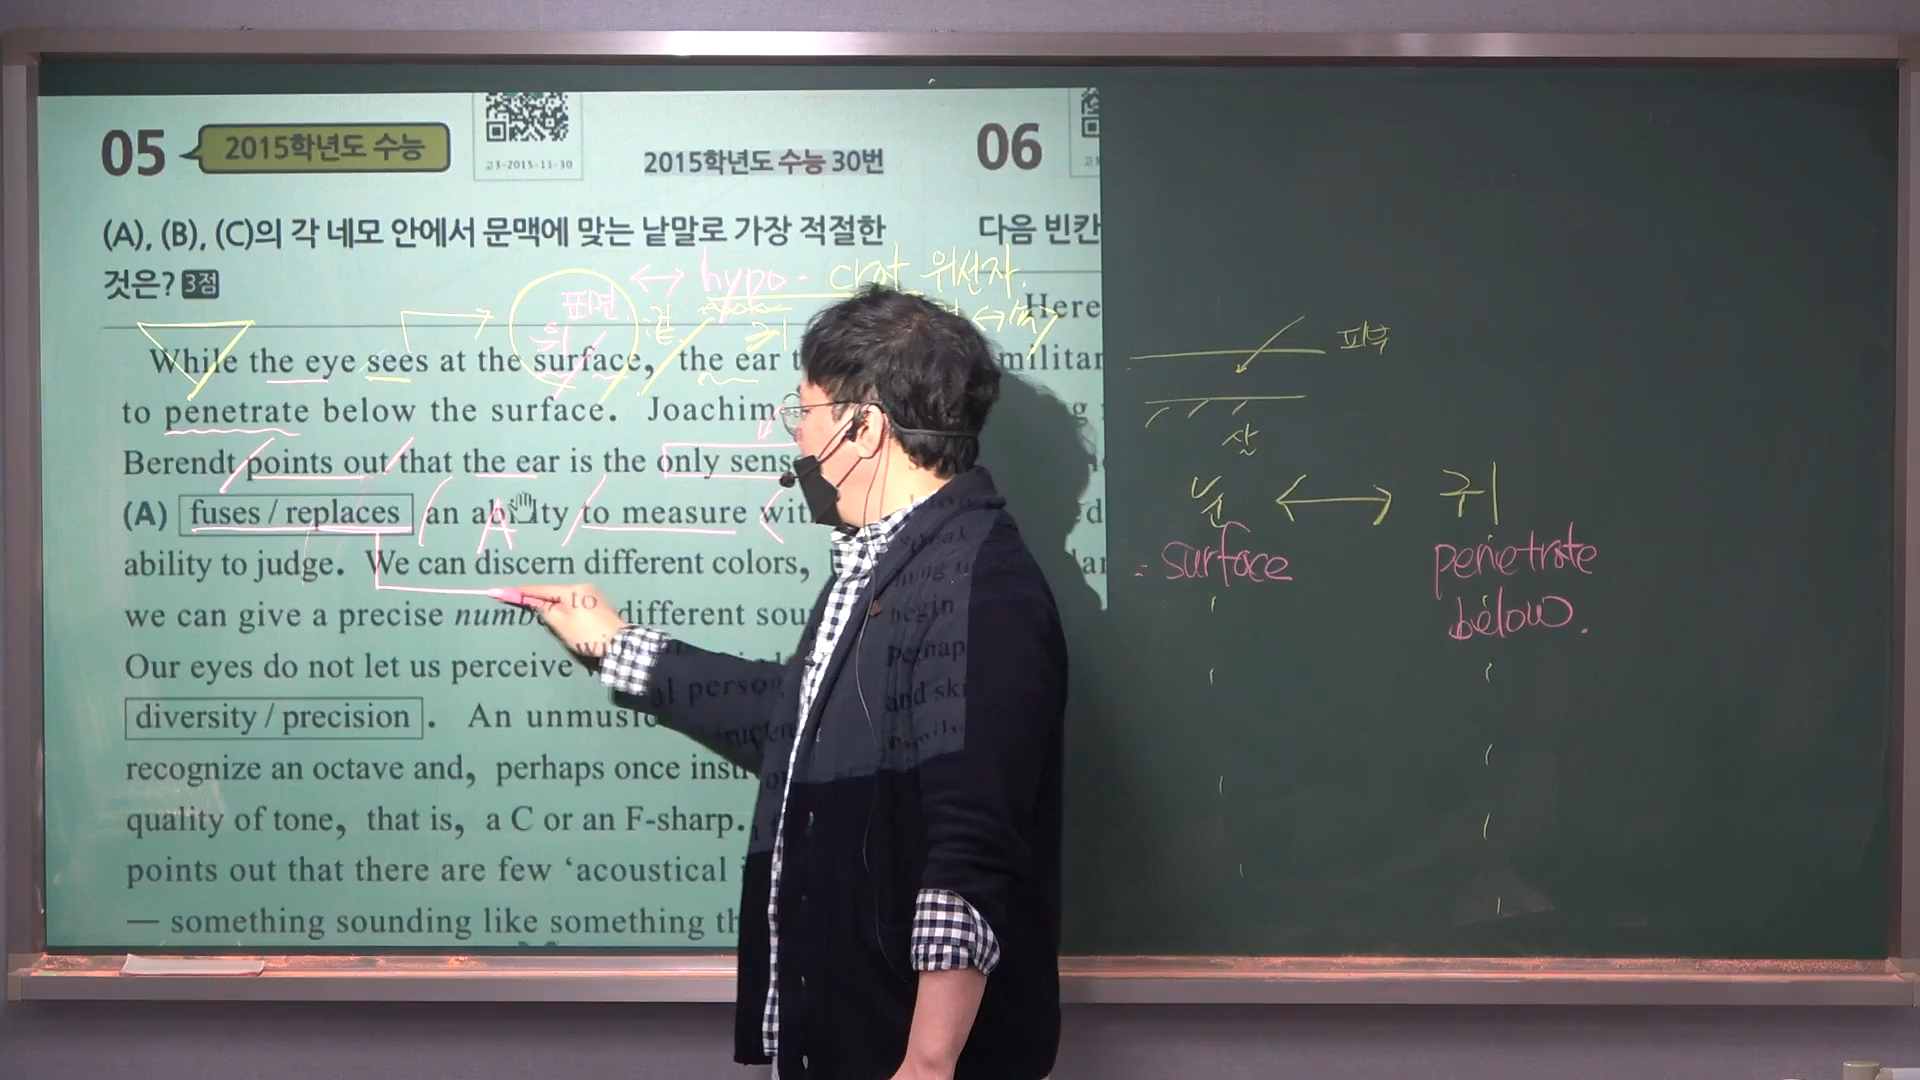 05 2015학년도 수능
고3-2015-11-30
2015학년도 수능 30번
(A), (B), (C)의 각 네모 안에서 문맥에 맞는 낱말로 가장 적절한
것은? 3점
표면 ↔ hypo - 위선자.
위
While the eye sees at the surface, the ear
to penetrate below the surface. Joachim
Berendt points out that the ear is the only sens
(A) fuses / replaces an ability to measure wit
A
ability to judge. We can discern different colors,
we can give a precise numb to different sou
Our eyes do not let us perceive
diversity / precision . An unmusic
recognize an octave and, perhaps once inst
quality of tone, that is, a C or an F-sharp.
points out that there are few ‘acoustical
— something sounding like something th
06
다음 빈칸
Here
militar
피부
살
눈 ↔ 귀
surface penetrate
below.